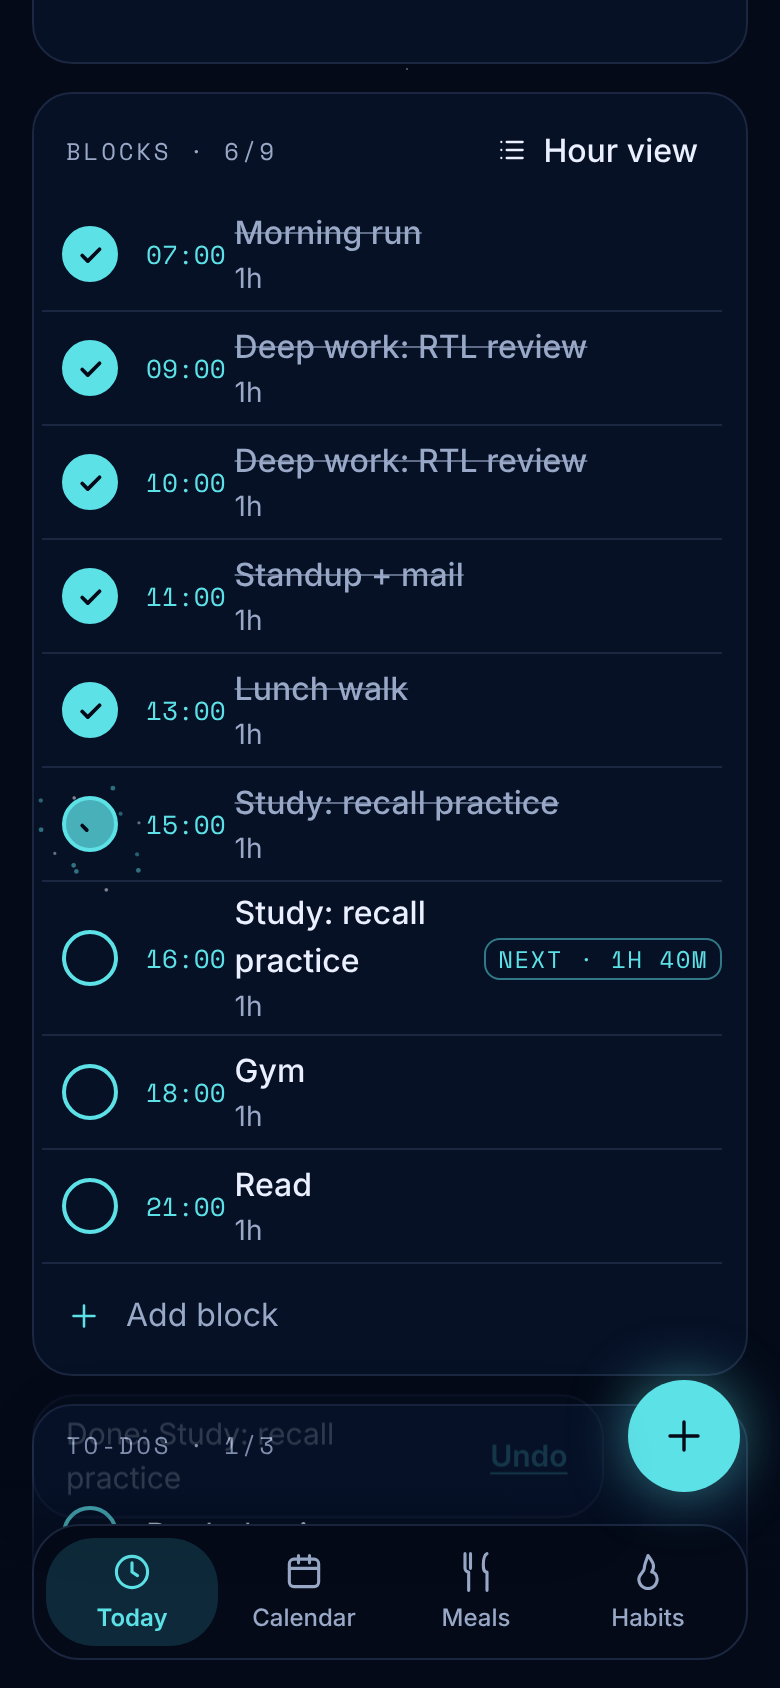 BLOCKS · 6/9
Hour view
07:00 Morning run
1h
09:00 Deep work: RTL review
1h
10:00 Deep work: RTL review
1h
11:00 Standup + mail
1h
13:00 Lunch walk
1h
15:00 Study: recall practice
1h
Study: recall
16:00 practice
NEXT · 1H 40M
1h
18:00 Gym
1h
21:00 Read
1h
Add block
Done: Study: recall
practice
Undo
TO-DOS · 1/3
Today
Calendar
Meals
Habits